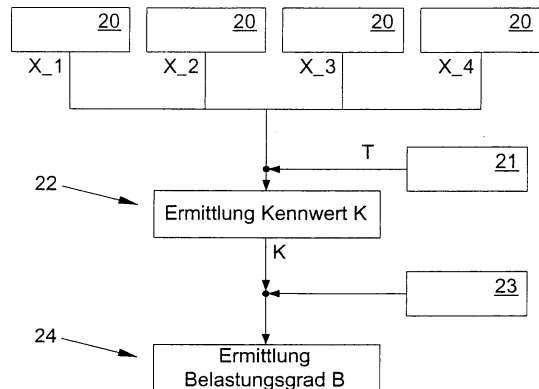 20 20 20 20
X_1 X_2 X_3 X_4
T
21
22
Ermittlung Kennwert K
K
23
24
Ermittlung
Belastungsgrad B